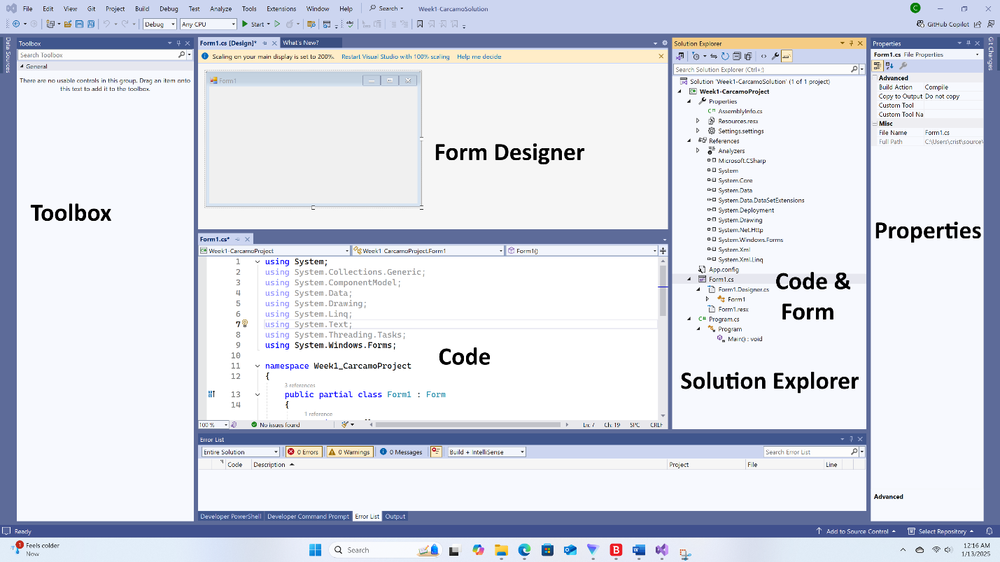 File Edit View Git Project Build Debug Test Analyze Tools Extensions Window Help Search Week1-CarcamoSolution C
Debug Any CPU Start GitHub Copilot
Data Sources
Toolbox
Search Toolbox
General
There are no usable controls in this group. Drag an item onto
this text to add it to the toolbox.
Toolbox
Form1.cs [Design]* What's New?
Scaling on your main display is set to 200%. Restart Visual Studio with 100% scaling Help me decide
Form1
Form Designer
Form1.cs*
Week1-CarcamoProject Week1_CarcamoProject.Form1 Form1()
1 using System;
2 using System.Collections.Generic;
3 using System.ComponentModel;
4 using System.Data;
5 using System.Drawing;
6 using System.Linq;
7 using System.Text;
8 using System.Threading.Tasks;
9 using System.Windows.Forms;
10
11 namespace Week1_CarcamoProject
12 {
3 references
13 public partial class Form1 : Form
14 {
1 reference
Code
100 % No issues found Ln: 7 Ch: 19 SPC CRLF
Error List
Entire Solution 0 Errors 0 Warnings 0 Messages Build + IntelliSense Search Error List
Code Description Project File Line
Developer PowerShell Developer Command Prompt Error List Output
Solution Explorer
Search Solution Explorer (Ctrl+;)
Solution 'Week1-CarcamoSolution' (1 of 1 project)
Week1-CarcamoProject
Properties
AssemblyInfo.cs
Resources.resx
Settings.settings
References
Analyzers
Microsoft.CSharp
System
System.Core
System.Data
System.Data.DataSetExtensions
System.Deployment
System.Drawing
System.Net.Http
System.Windows.Forms
System.Xml
System.Xml.Linq
App.config
Form1.cs
Form1.Designer.cs
Form1
Form1.resx
Program.cs
Program
Main() : void
Code &
Form
Solution Explorer
Properties
Form1.cs File Properties
Advanced
Build Action Compile
Copy to Output Do not copy
Custom Tool
Custom Tool Na
Misc
File Name Form1.cs
Full Path C:\Users\crist\source\
Properties
Advanced
Git Changes
Ready Add to Source Control Select Repository
1 Feels colder
Now
Search
12:16 AM
1/13/2025